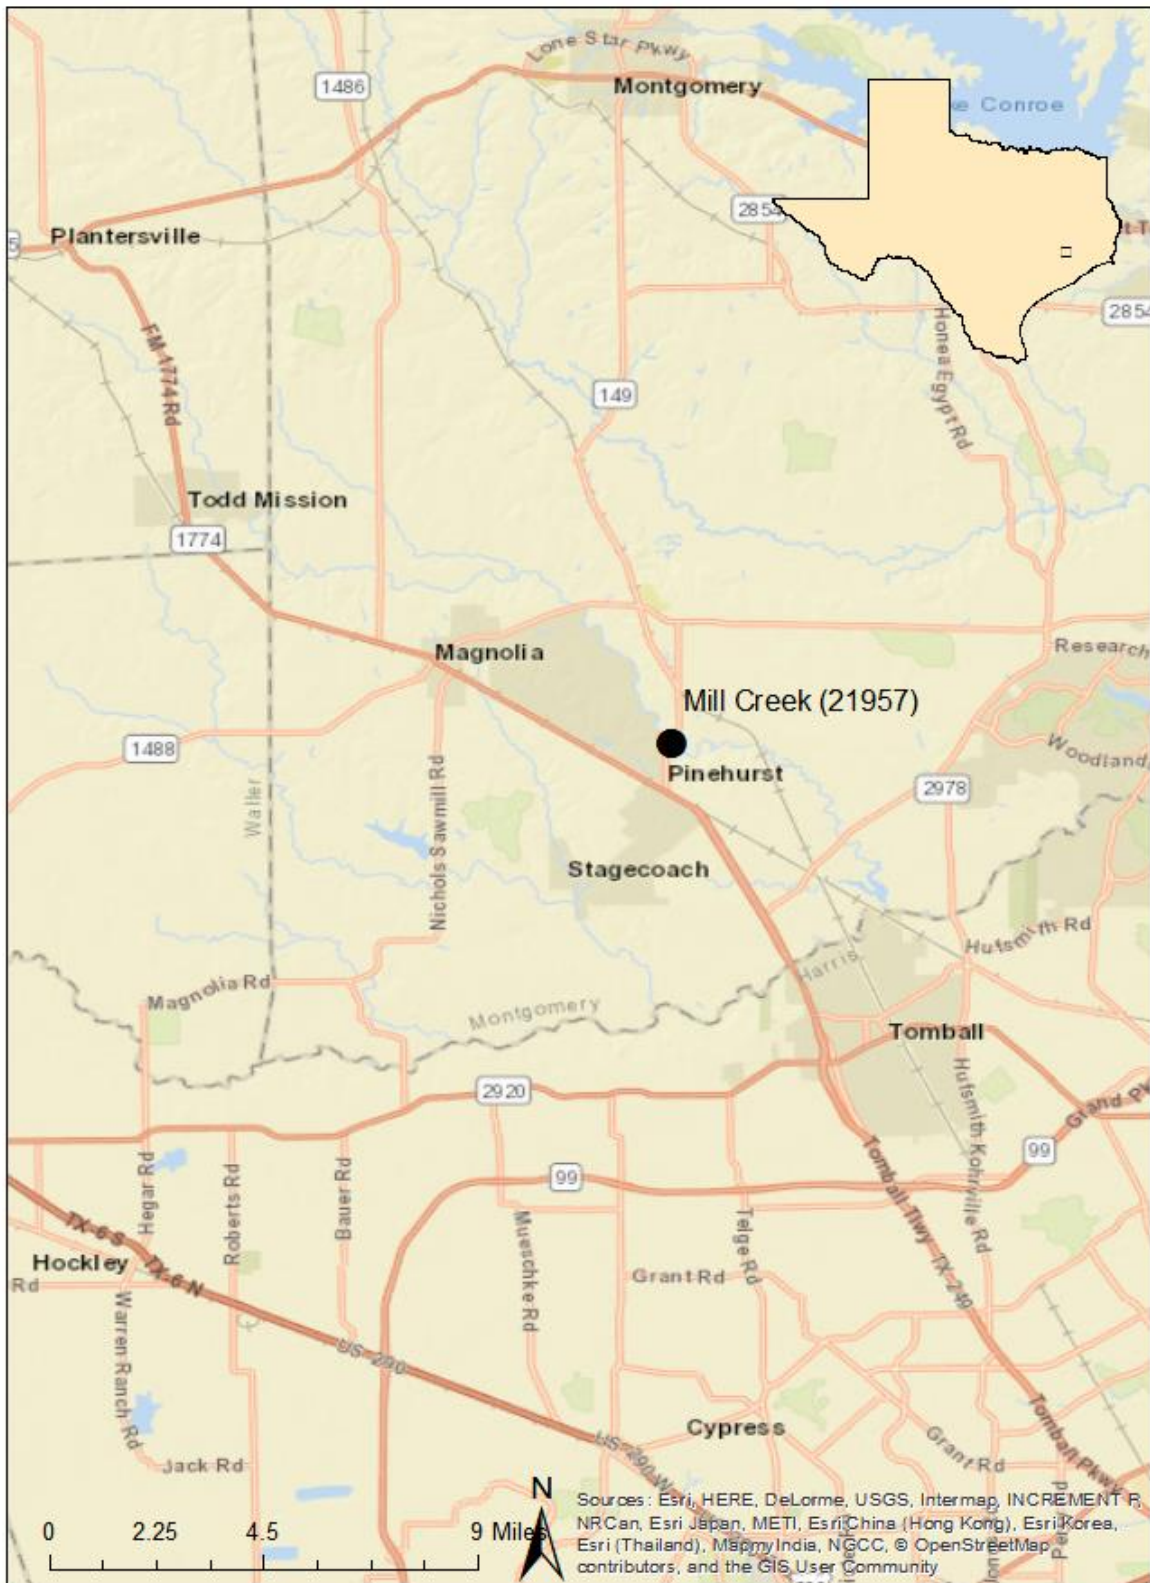 Lone Star Pkwy
1486
Montgomery
ke Conroe
2854
5
Plantersville
2854
FM 1774 Rd
Honea Egypt Rd
149
Todd Mission
1774
Magnolia
Research
Mill Creek (21957)
1488
Woodland
Pinehurst
Waller
2978
Nichols Sawmill Rd
Stagecoach
Hufsmith Rd
Harris
Magnolia Rd
Montgomery
Tomball
2920
Hufsmith Kohrville Rd
Grand Pk
99
99
Hegar Rd
Roberts Rd
Bauer Rd
Mueschke Rd
Telge Rd
Tomball Tlwy TX-249
TX-6 S
TX-6 N
Hockley
Rd
Grant Rd
Warren Ranch Rd
US-290
Cypress
Tomball Pkwy
US-290 W
Grant Rd
Jack Rd
N
0 2.25 4.5 9 Miles
Sources: Esri, HERE, DeLorme, USGS, Intermap, INCREMENT P,
NRCan, Esri Japan, METI, Esri China (Hong Kong), Esri Korea,
Esri (Thailand), MapmyIndia, NGCC, © OpenStreetMap
contributors, and the GIS User Community